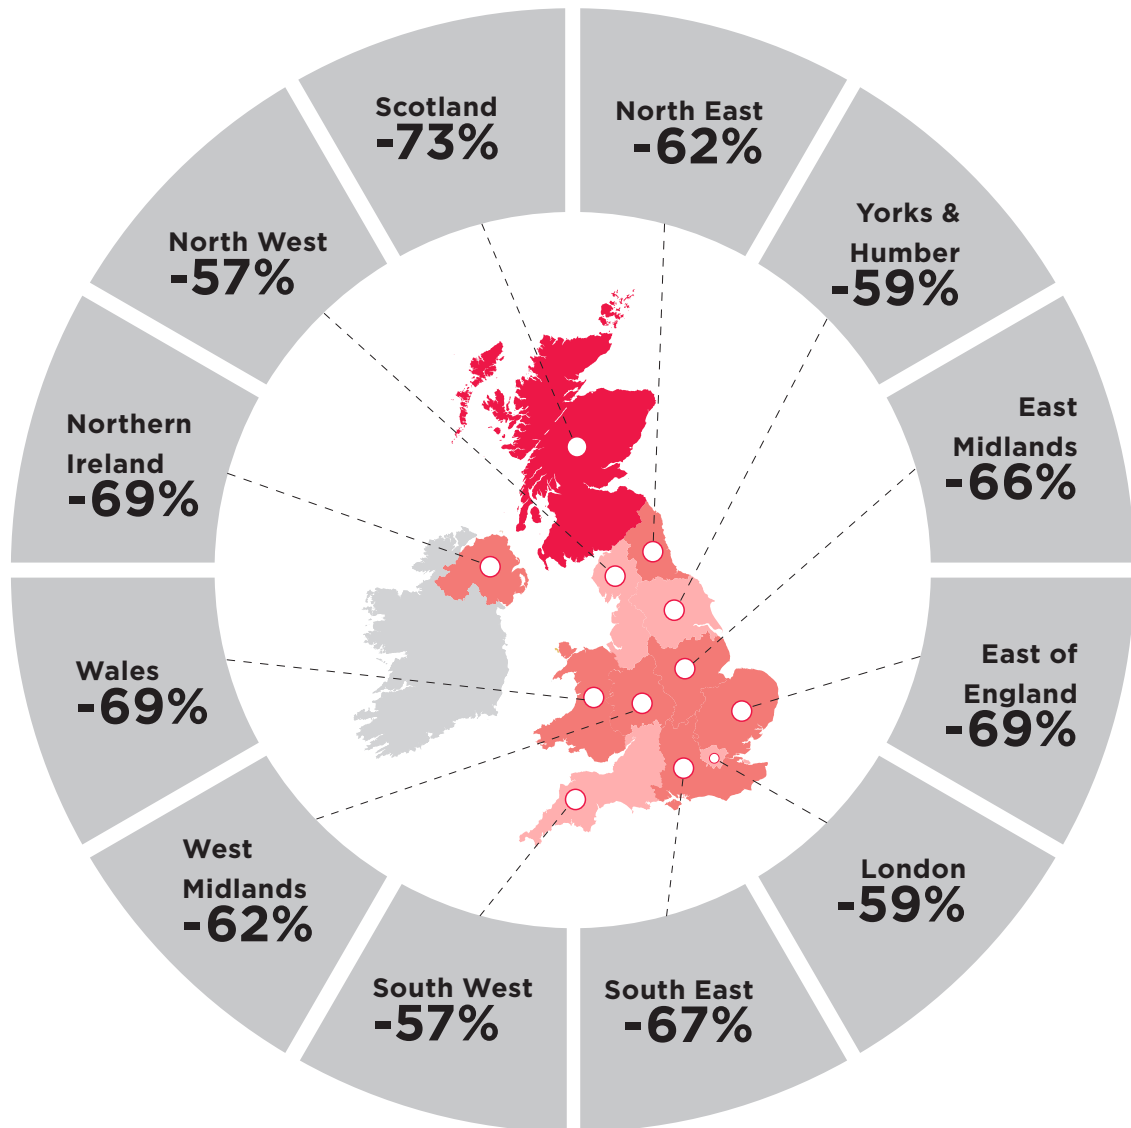 Scotland
-73%
North East
-62%
Yorks &
Humber
-59%
East
Midlands
-66%
East of
England
-69%
London
-59%
South East
-67%
South West
-57%
West
Midlands
-62%
Wales
-69%
Northern
Ireland
-69%
North West
-57%